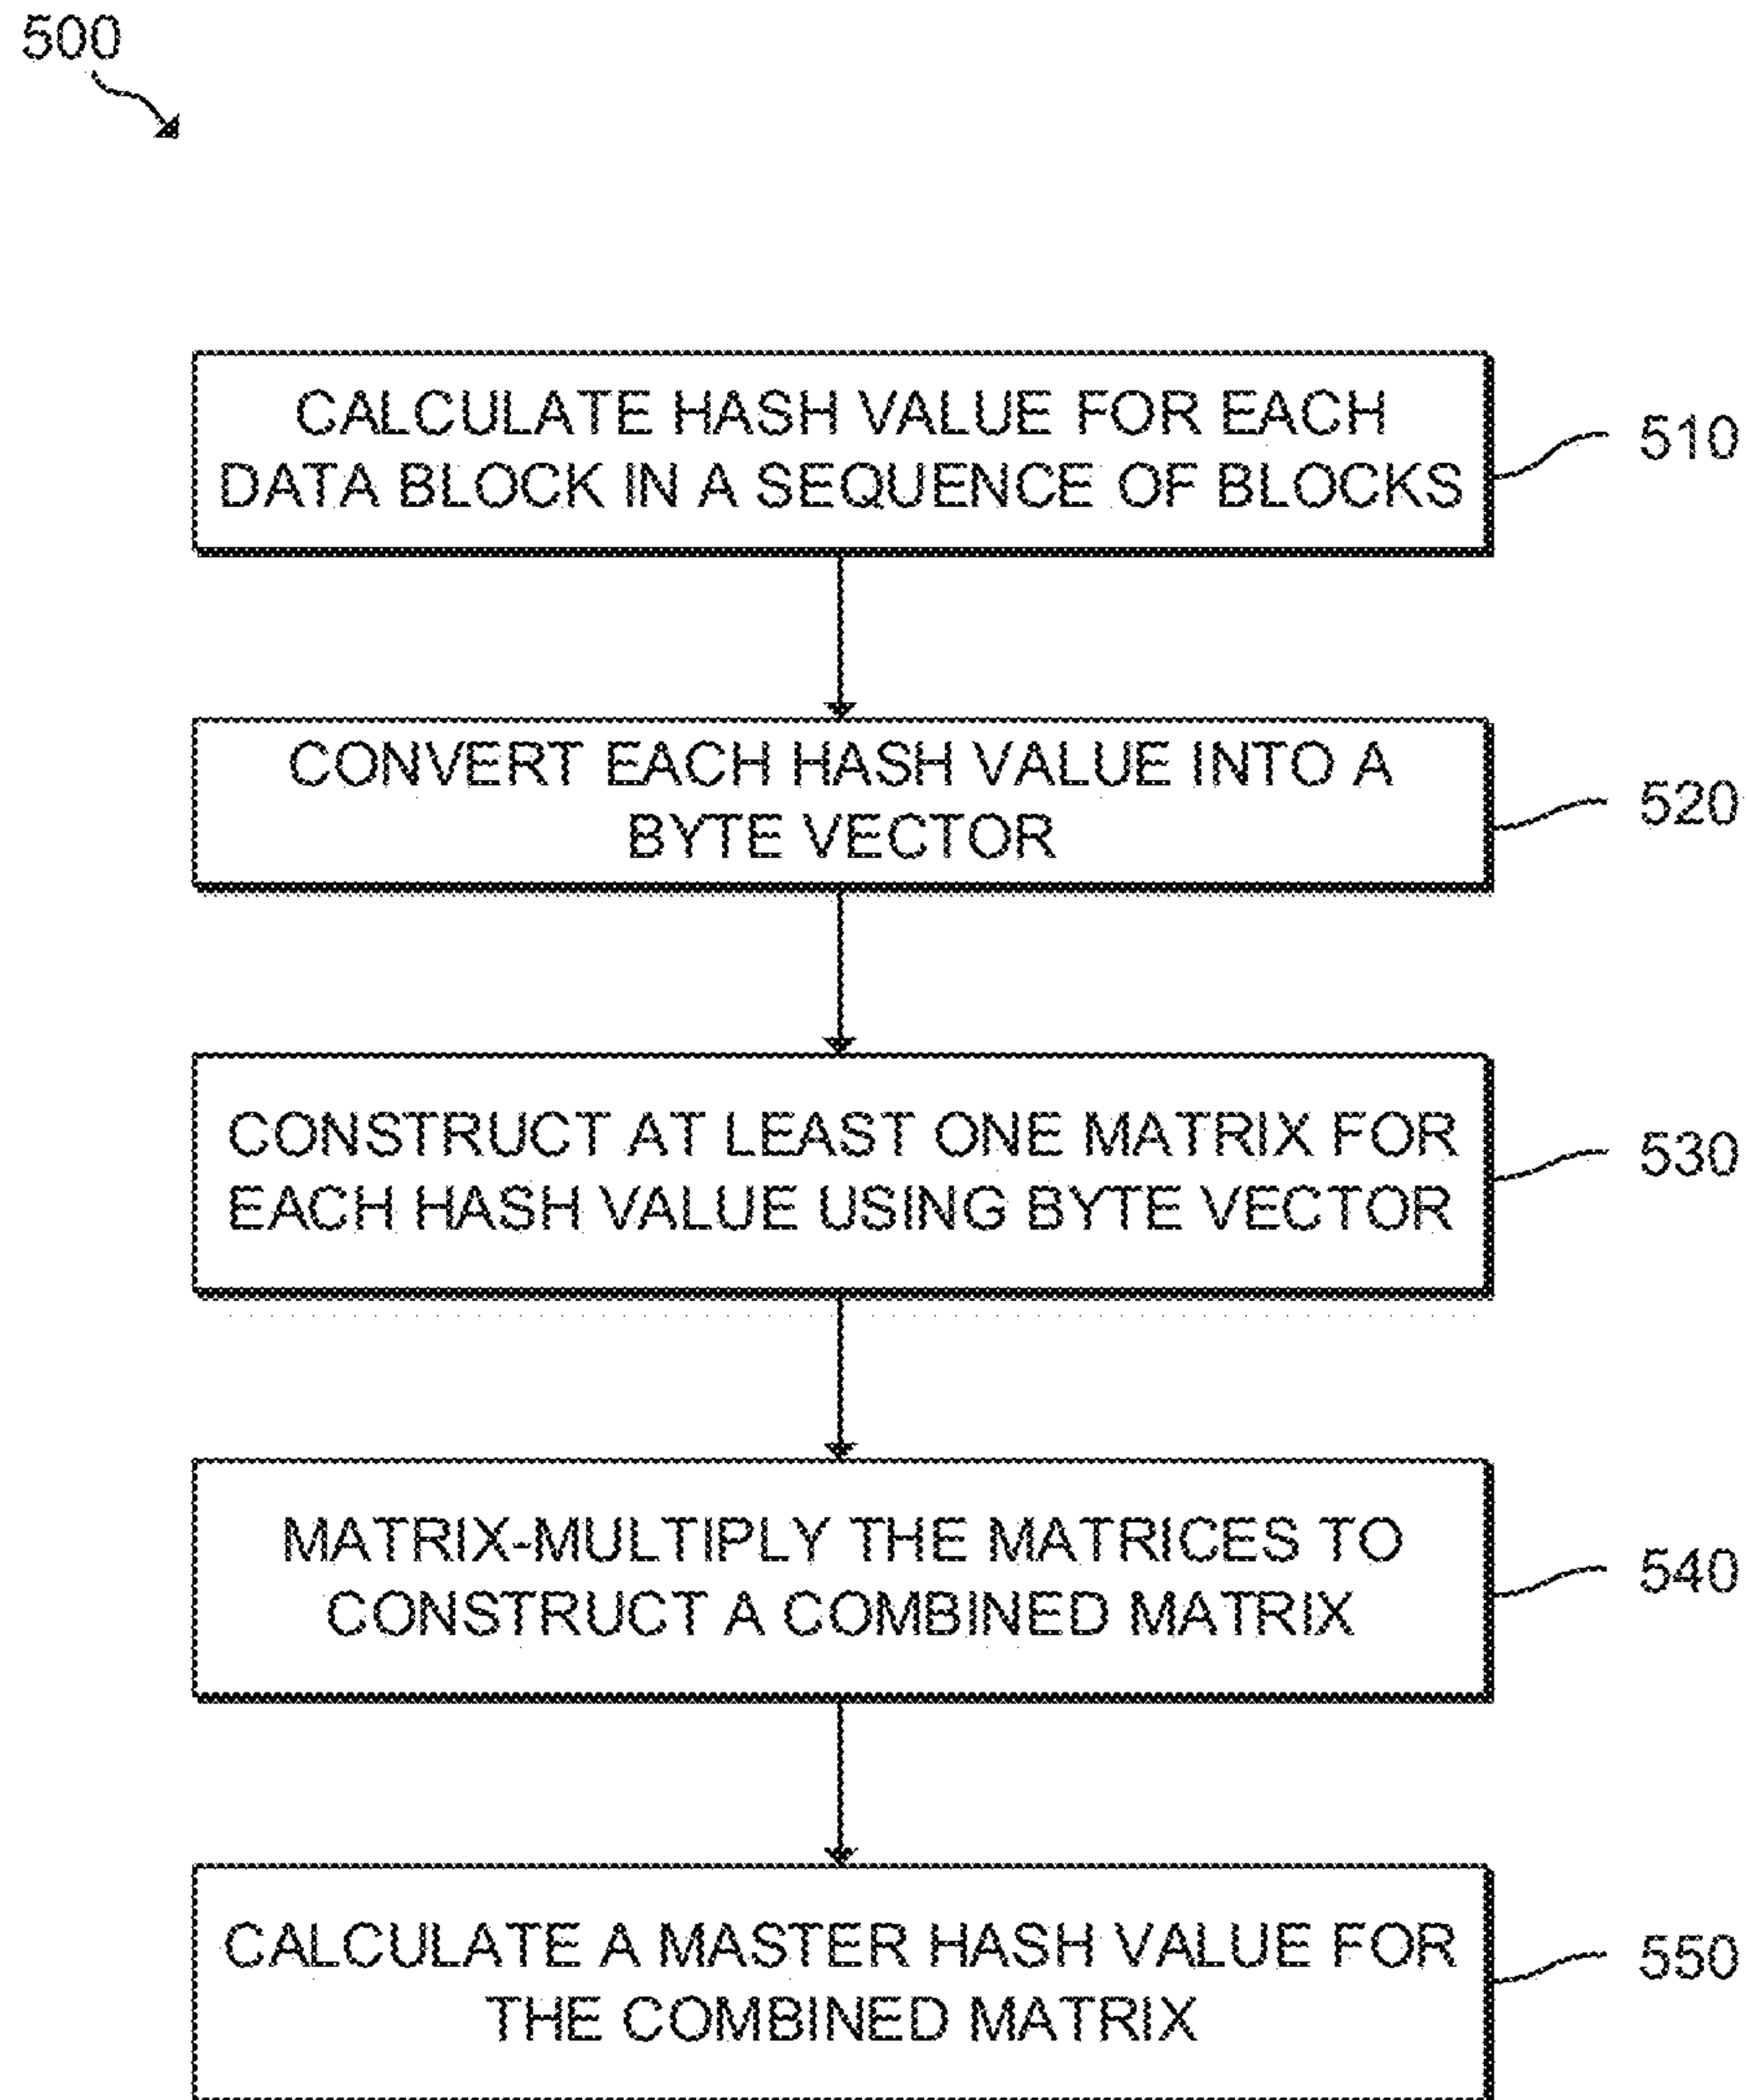 500
CALCULATE HASH VALUE FOR EACH
DATA BLOCK IN A SEQUENCE OF BLOCKS
510
CONVERT EACH HASH VALUE INTO A
BYTE VECTOR
520
CONSTRUCT AT LEAST ONE MATRIX FOR
EACH HASH VALUE USING BYTE VECTOR
530
MATRIX-MULTIPLY THE MATRICES TO
CONSTRUCT A COMBINED MATRIX
540
CALCULATE A MASTER HASH VALUE FOR
THE COMBINED MATRIX
550